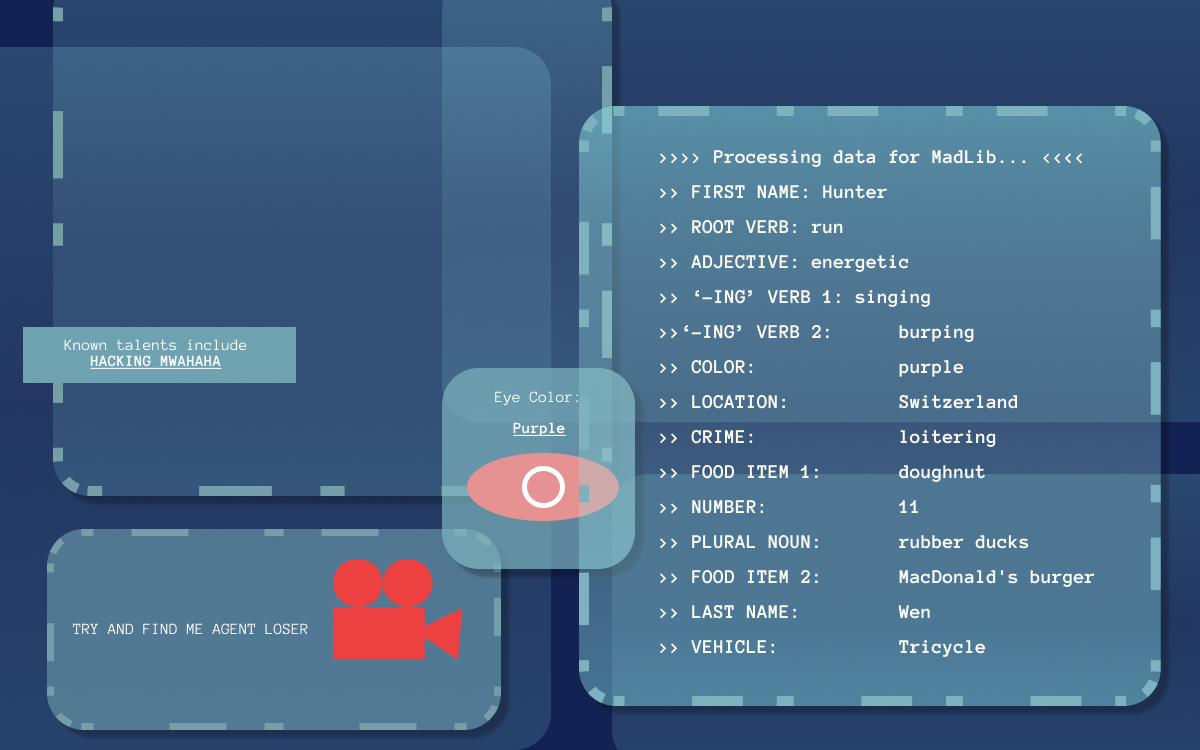 Known talents include
HACKING MWAHAHA
Eye Color:
Purple
TRY AND FIND ME AGENT LOSER
>>>> Processing data for MadLib... <<<<
>> FIRST NAME: Hunter
>> ROOT VERB: run
>> ADJECTIVE: energetic
>> ‘-ING’ VERB 1: singing
>>‘-ING’ VERB 2: burping
>> COLOR: purple
>> LOCATION: Switzerland
>> CRIME: loitering
>> FOOD ITEM 1: doughnut
>> NUMBER: 11
>> PLURAL NOUN: rubber ducks
>> FOOD ITEM 2: MacDonald's burger
>> LAST NAME: Wen
>> VEHICLE: Tricycle